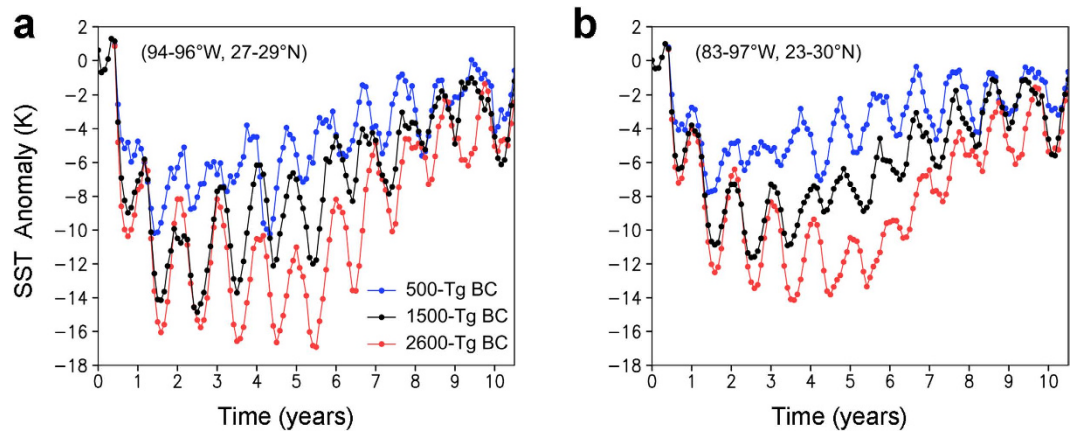 a
(94-96°W, 27-29°N)
SST Anomaly (K)
2
0
−2
−4
−6
−8
−10
−12
−14
−16
−18
500-Tg BC
1500-Tg BC
2600-Tg BC
0 1 2 3 4 5 6 7 8 9 10
Time (years)
b
(83-97°W, 23-30°N)
2
0
−2
−4
−6
−8
−10
−12
−14
−16
−18
0 1 2 3 4 5 6 7 8 9 10
Time (years)